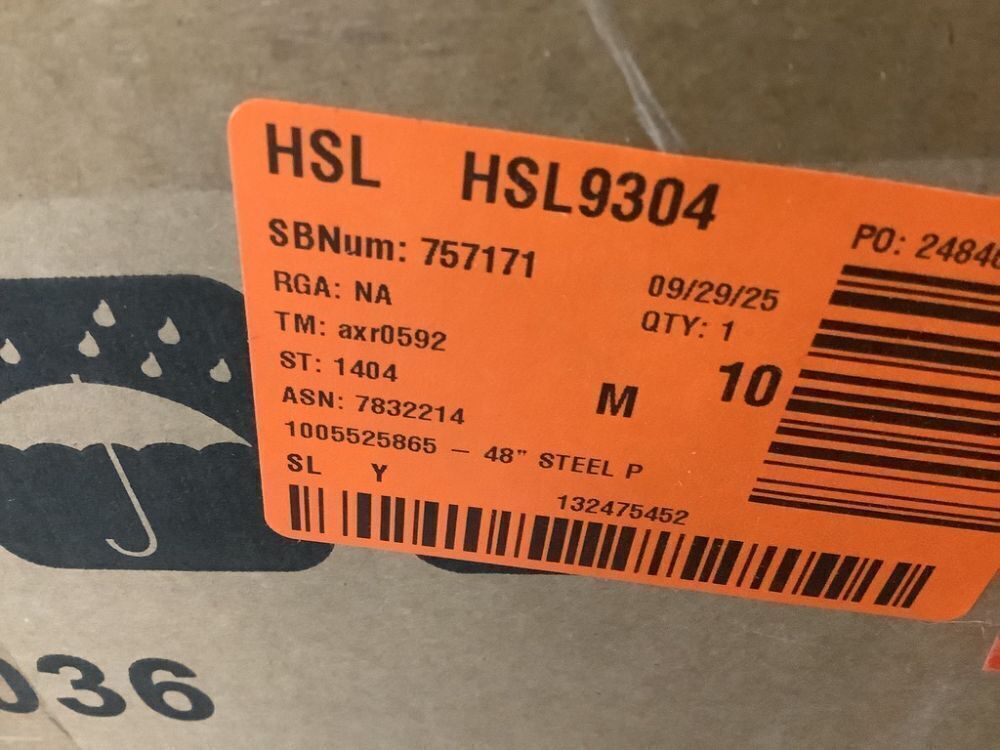 HSL HSL9304
SBNum: 757171
PO: 24840
RGA: NA
09/29/25
TM: axr0592
QTY: 1
ST: 1404
M 10
ASN: 7832214
1005525865 – 48" STEEL P
SL Y
132475452
036